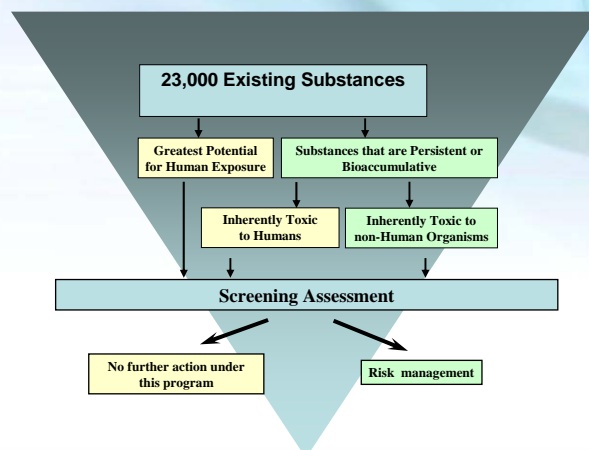 23,000 Existing Substances
Greatest Potential
for Human Exposure
Substances that are Persistent or
Bioaccumulative
Inherently Toxic
to Humans
Inherently Toxic to
non-Human Organisms
Screening Assessment
No further action under
this program
Risk management